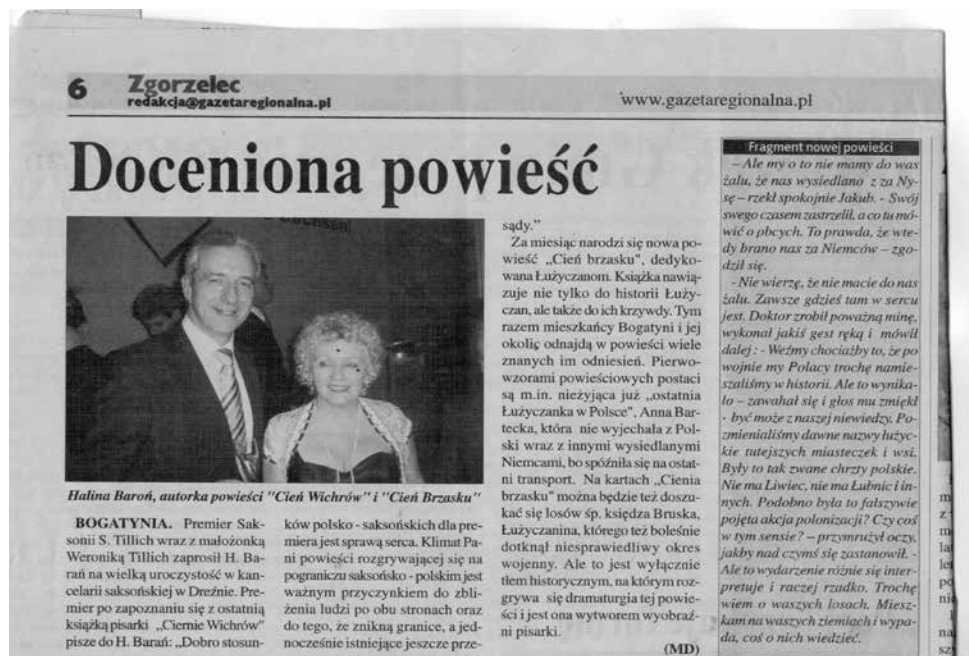 6 Zgorzelec
redakcja@gazetaregionalna.pl
www.gazetaregionalna.pl
Doceniona powieść
Halina Baroń, autorka powieści "Cień Wichrów" i "Cień Brzasku"
BOGATYNIA. Premier Sak-
sonii S. Tillich wraz z małożonką
Weroniką Tillich zaprosił H. Ba-
rań na wielką uroczystość w kan-
celarii saksońskiej w Dreźnie. Pre-
mier po zapoznaniu się z ostatnią
książką pisarki „Ciernie Wichrów"
pisze do H. Barań: „Dobro stosun-
ków polsko - saksońskich dla pre-
miera jest sprawą serca. Klimat Pa-
ni powieści rozgrywającej się na
pograniczu saksońsko - polskim jest
ważnym przyczynkiem do zbli-
żenia ludzi po obu stronach oraz
do tego, że znikną granice, a jed-
nocześnie istniejące jeszcze prze-
sądy."
Za miesiąc narodzi się nowa po-
wieść „Cień brzasku", dedyko-
wana Łużyczanom. Książka nawią-
zuje nie tylko do historii Łuży-
czan, ale także do ich krzywdy. Tym
razem mieszkańcy Bogatyni i jej
okolic odnajdą w powieści wiele
znanych im odniesień. Pierwo-
wzorami powieściowych postaci
są m.in. nieżyjąca już „ostatnia
Łużyczanka w Polsce", Anna Bar-
tecka, która nie wyjechała z Pol-
ski wraz z innymi wysiedlanymi
Niemcami, bo spóźniła się na ostat-
ni transport. Na kartach „Cienia
brzasku" można będzie też doszu-
kać się losów śp. księdza Bruska,
Łużyczanina, którego też boleśnie
dotknął niesprawiedliwy okres
wojenny. Ale to jest wyłącznie
tłem historycznym, na którym roz-
grywa się dramaturgia tej powie-
ści i jest ona wytworem wyobraź-
ni pisarki.
(MD)
Fragment nowej powieści
– Ale my o to nie mamy do was
żalu, że nas wysiedlano z za Ny-
sę – rzekł spokojnie Jakub. - Swój
swego czasem zastrzelił, a co tu mó-
wić o obcych. To prawda, że wte-
dy brano nas za Niemców – zgo-
dził się.
- Nie wierzę, że nie macie do nas
żalu. Zawsze gdzieś tam w sercu
jest. Doktor zrobił poważną minę,
wykonał jakiś gest ręką i mówił
dalej : - Weźmy chociażby to, że po
wojnie my Polacy trochę namie-
szaliśmy w historii. Ale to wynika-
ło – zawahał się i głos mu zmiękł
- być może z naszej niewiedzy. Po-
zmienialiśmy dawne nazwy łużyc-
kie tutejszych miasteczek i wsi.
Były to tak zwane chrzty polskie.
Nie ma Liwiec, nie ma Łubnic i in-
nych. Podobno była to fałszywie
pojęta akcja polonizacji? Czy coś
w tym sensie? – przymrużył oczy,
jakby nad czymś się zastanowił. -
Ale to wydarzenie różnie się inter-
pretuje i raczej rzadko. Trochę
wiem o waszych losach. Miesz-
kam na waszych ziemiach i wypa-
da, coś o nich wiedzieć.